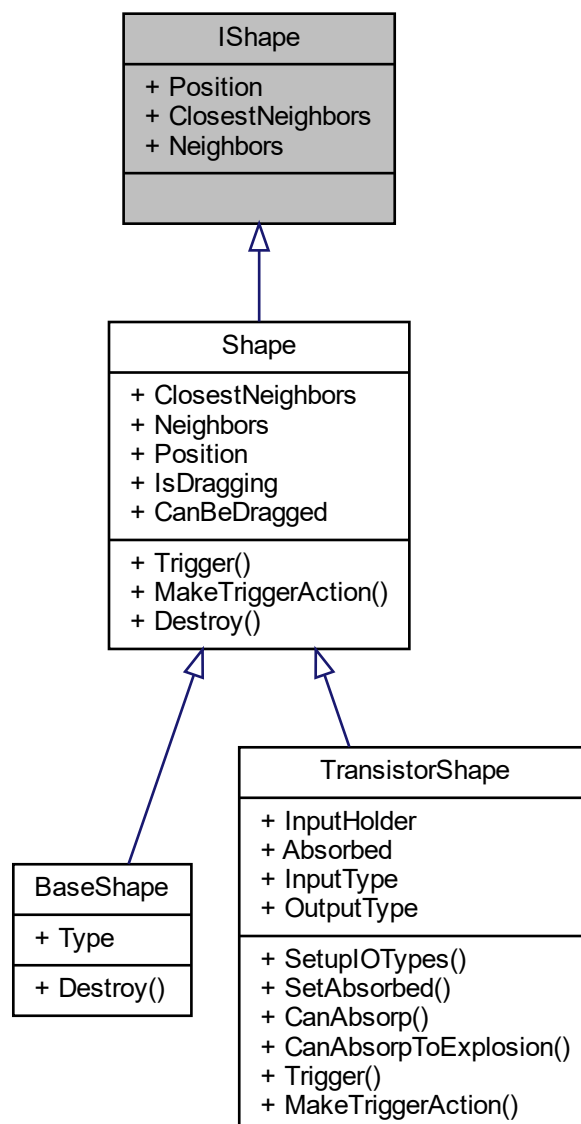 IShape
+ Position
+ ClosestNeighbors
+ Neighbors
Shape
+ ClosestNeighbors
+ Neighbors
+ Position
+ IsDragging
+ CanBeDragged
+ Trigger()
+ MakeTriggerAction()
+ Destroy()
BaseShape
+ Type
+ Destroy()
TransistorShape
+ InputHolder
+ Absorbed
+ InputType
+ OutputType
+ SetupIOTypes()
+ SetAbsorbed()
+ CanAbsorp()
+ CanAbsorpToExplosion()
+ Trigger()
+ MakeTriggerAction()